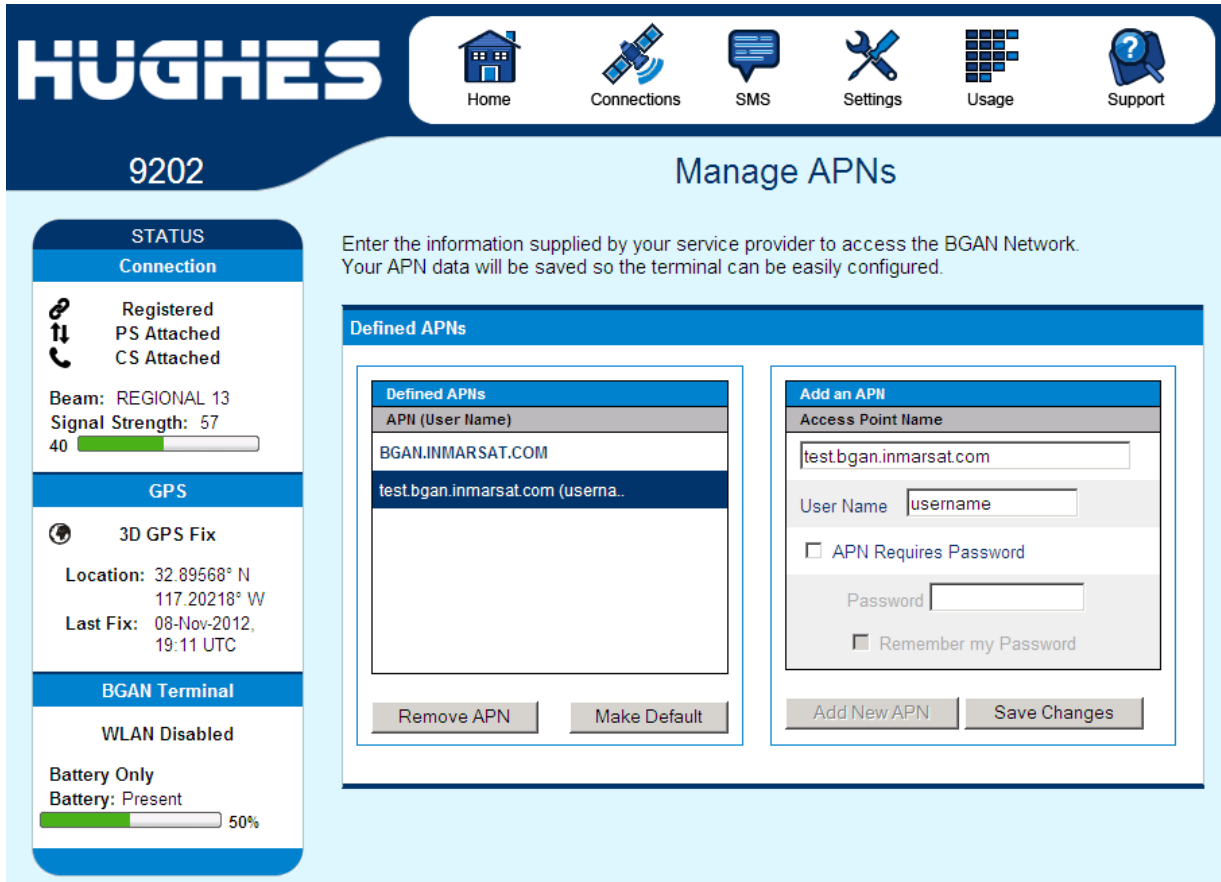 HUGHES
Home
Connections
SMS
Settings
Usage
Support
9202
Manage APNs
STATUS
Connection
Registered
PS Attached
CS Attached
Beam: REGIONAL 13
Signal Strength: 57
40
GPS
3D GPS Fix
Location: 32.89568° N
117.20218° W
Last Fix: 08-Nov-2012,
19:11 UTC
BGAN Terminal
WLAN Disabled
Battery Only
Battery: Present
50%
Enter the information supplied by your service provider to access the BGAN Network.
Your APN data will be saved so the terminal can be easily configured.
Defined APNs
Defined APNs
APN (User Name)
BGAN.INMARSAT.COM
test.bgan.inmarsat.com (userna..
Remove APN
Make Default
Add an APN
Access Point Name
test.bgan.inmarsat.com
User Name username
APN Requires Password
Password
Remember my Password
Add New APN
Save Changes